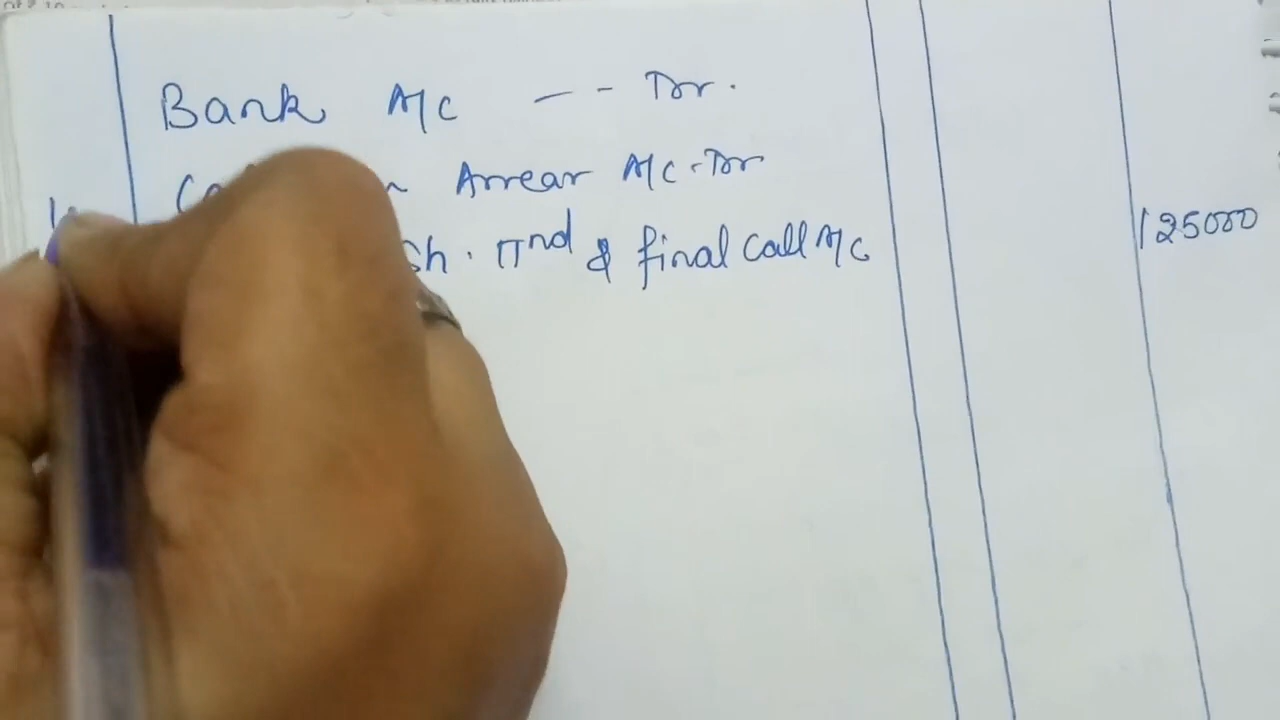 Bank A/C -- Dr.
Arrear A/C-Dr
sh. IInd & final Call A/C 125000